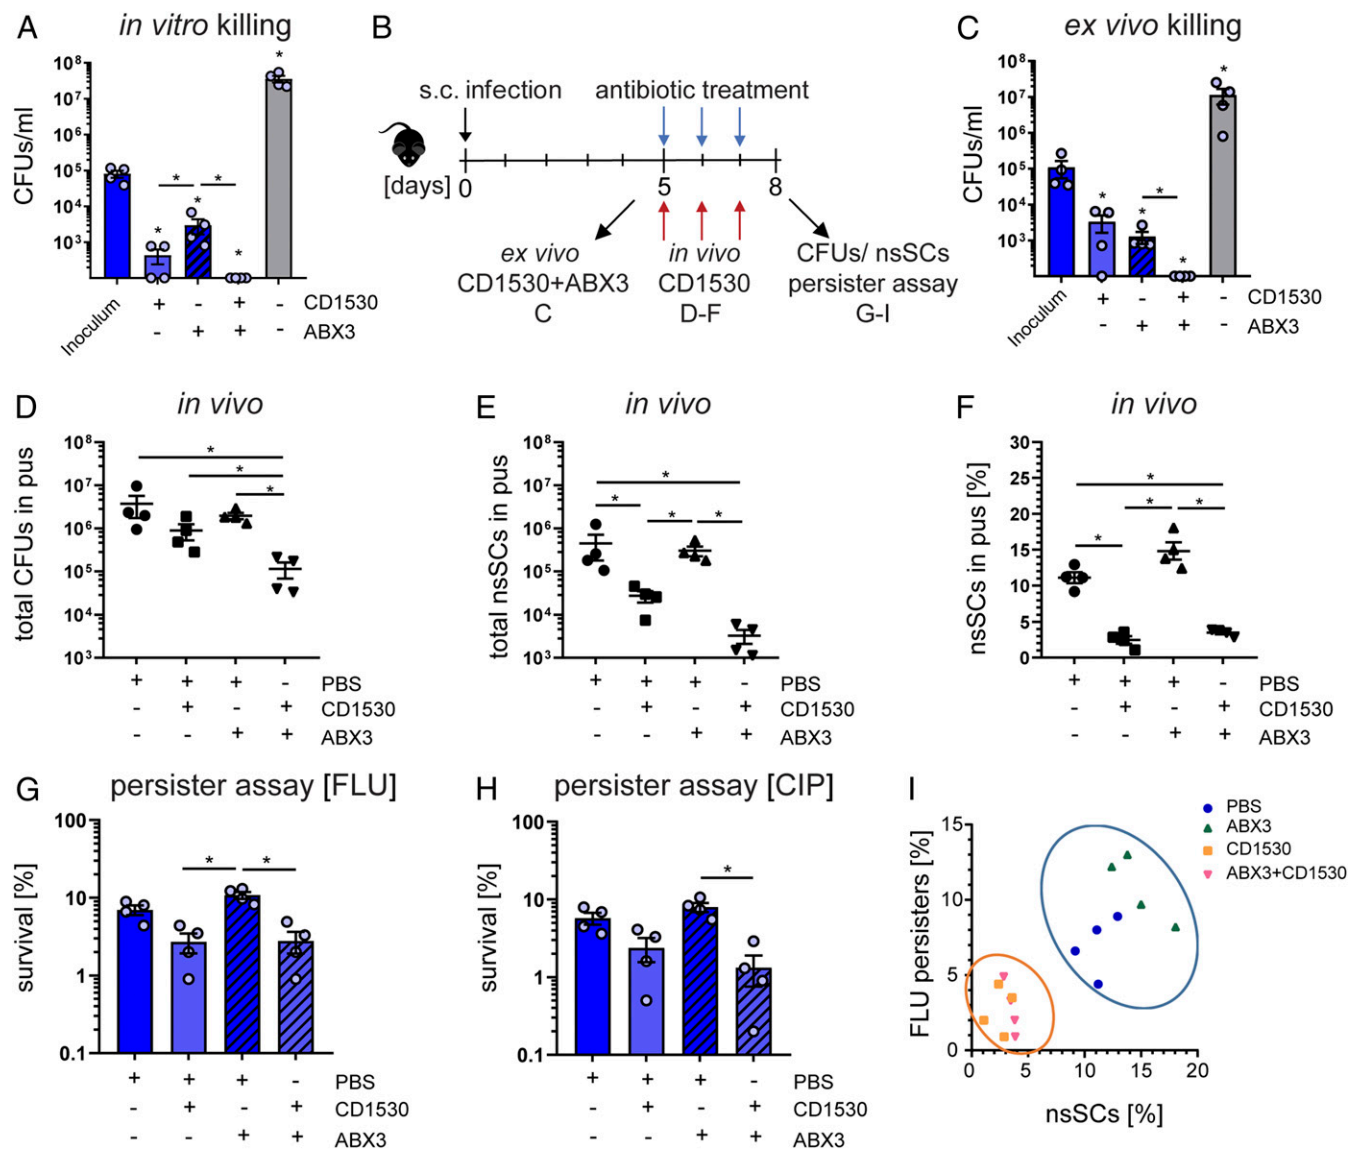 A
in vitro killing
CFUs/ml
10⁸
10⁷
10⁶
10⁵
10⁴
10³
* * * * * *
Inoculum
+ - + - CD1530
- + + - ABX3
B
s.c. infection
antibiotic treatment
[days] 0 5 8
ex vivo
CD1530+ABX3
C
in vivo
CD1530
D-F
CFUs/ nsSCs
persister assay
G-I
C
ex vivo killing
CFUs/ml
10⁸
10⁷
10⁶
10⁵
10⁴
10³
* * * * *
Inoculum
+ - + - CD1530
- + + - ABX3
D
in vivo
total CFUs in pus
10⁸
10⁷
10⁶
10⁵
10⁴
10³
* * *
+ + + - PBS
- + - + CD1530
- - + + ABX3
E
in vivo
total nsSCs in pus
10⁸
10⁷
10⁶
10⁵
10⁴
10³
* * * *
+ + + - PBS
- + - + CD1530
- - + + ABX3
F
in vivo
nsSCs in pus [%]
30
25
20
15
10
5
0
* * * *
+ + + - PBS
- + - + CD1530
- - + + ABX3
G
persister assay [FLU]
survival [%]
100
10
1
0.1
* *
+ + + - PBS
- + - + CD1530
- - + + ABX3
H
persister assay [CIP]
survival [%]
100
10
1
0.1
*
+ + + - PBS
- + - + CD1530
- - + + ABX3
I
PBS
ABX3
CD1530
ABX3+CD1530
FLU persisters [%]
15
10
5
0
0 5 10 15 20
nsSCs [%]